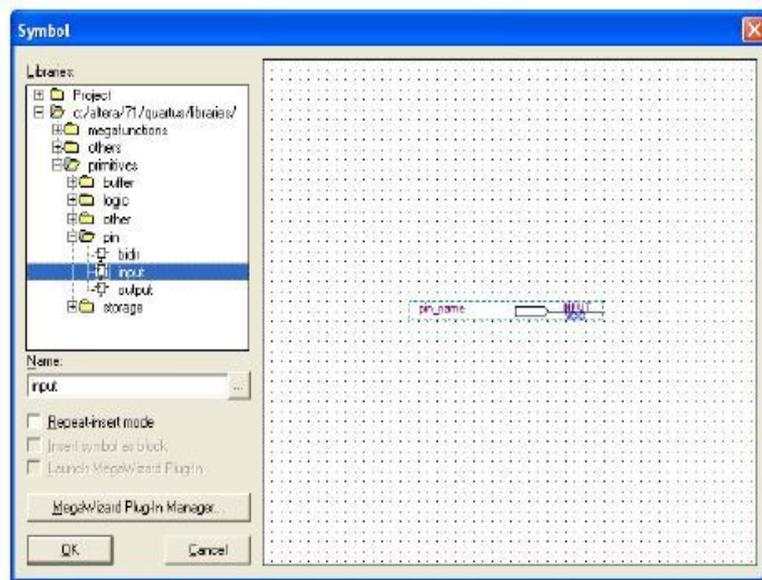 Symbol
Libraries:
Project
c:/altera/71/quartus/libraries/
megafunctions
others
primitives
buffer
logic
other
pin
bidir
input
output
storage
Name:
input
...
Repeat-insert mode
Insert symbol as block
Launch MegaWizard Plug-In
MegaWizard Plug-In Manager...
OK
Cancel
pin_name
INPUT
VCC